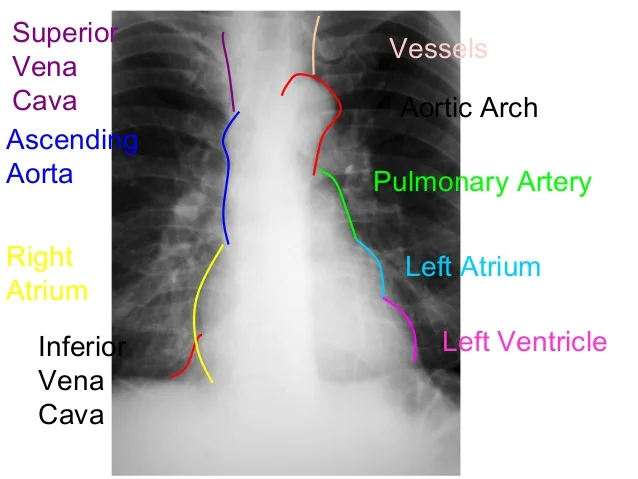 Superior
Vena
Cava
Ascending
Aorta
Right
Atrium
Inferior
Vena
Cava
Vessels
Aortic Arch
Pulmonary Artery
Left Atrium
Left Ventricle